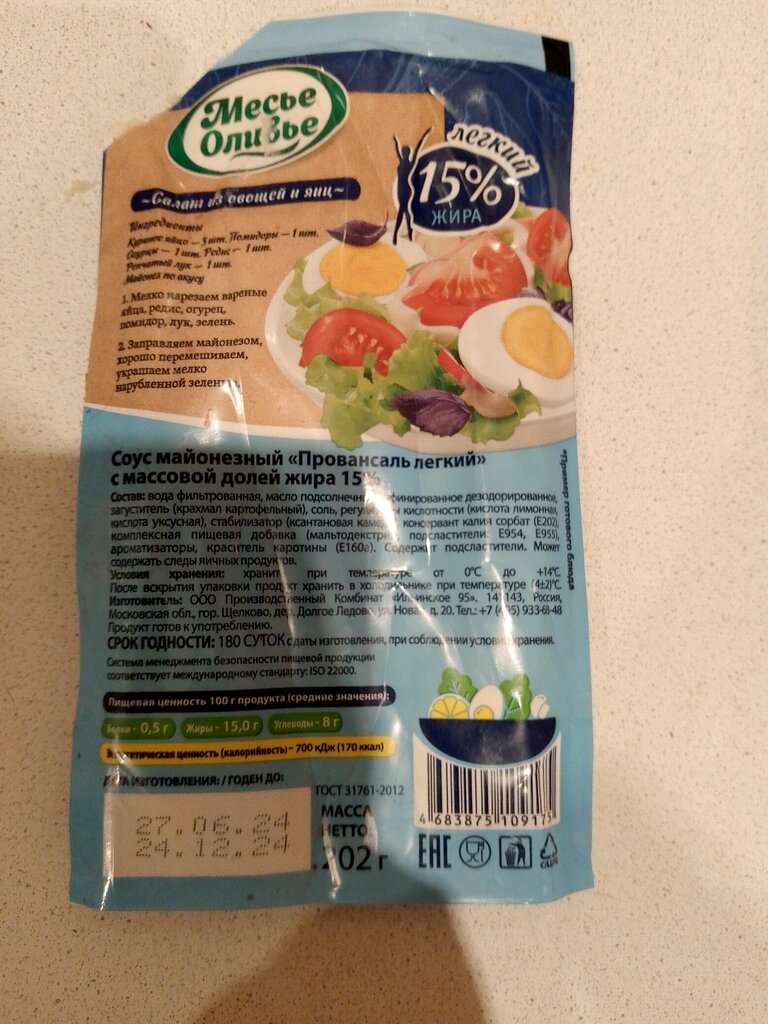 Месье
Оливье
легкий
15%
ЖИРА
~Салат из овощей и яиц~
Ингредиенты
Куриное яйцо — 3 шт. Помидоры — 1 шт.
Огурцы — 1 шт. Редис — 1 шт.
Репчатый лук — 1 шт.
Майонез по вкусу
1. Мелко нарезаем вареные
яйца, редис, огурец,
помидор, лук, зелень.
2. Заправляем майонезом,
хорошо перемешиваем,
украшаем мелко
нарубленной зеленью.
*Пример готового блюда
Соус майонезный «Провансаль легкий»
с массовой долей жира 15%
Состав: вода фильтрованная, масло подсолнечное рафинированное дезодорированное,
загуститель (крахмал картофельный), соль, регуляторы кислотности (кислота лимонная,
кислота уксусная), стабилизатор (ксантановая камедь), консервант калия сорбат (Е202),
комплексная пищевая добавка (мальтодекстрин, подсластители: Е954, Е955),
ароматизаторы, краситель каротины (Е160а). Содержит подсластители. Может
содержать следы яичных продуктов.
Условия хранения: хранить при температуре от 0°С до +14°С.
После вскрытия упаковки продукт хранить в холодильнике при температуре (4±2)°С.
Изготовитель: ООО Производственный Комбинат «Ильинское 95». 141143, Россия,
Московская обл., гор. Щелково, дер. Долгое Ледово, ул. Новая, д. 20. Тел.: +7 (495) 933-68-48
Продукт готов к употреблению.
СРОК ГОДНОСТИ: 180 СУТОК с даты изготовления, при соблюдении условий хранения.
Система менеджмента безопасности пищевой продукции
соответствует международному стандарту: ISO 22000.
Пищевая ценность 100 г продукта (средние значения):
Белки - 0,5 г Жиры - 15,0 г Углеводы - 8 г
Энергетическая ценность (калорийность) - 700 кДж (170 ккал)
ДАТА ИЗГОТОВЛЕНИЯ: / ГОДЕН ДО:
27.06.24
24.12.24
ГОСТ 31761-2012
МАССА
НЕТТО:
202 г
4 683875 109175
ЕАС